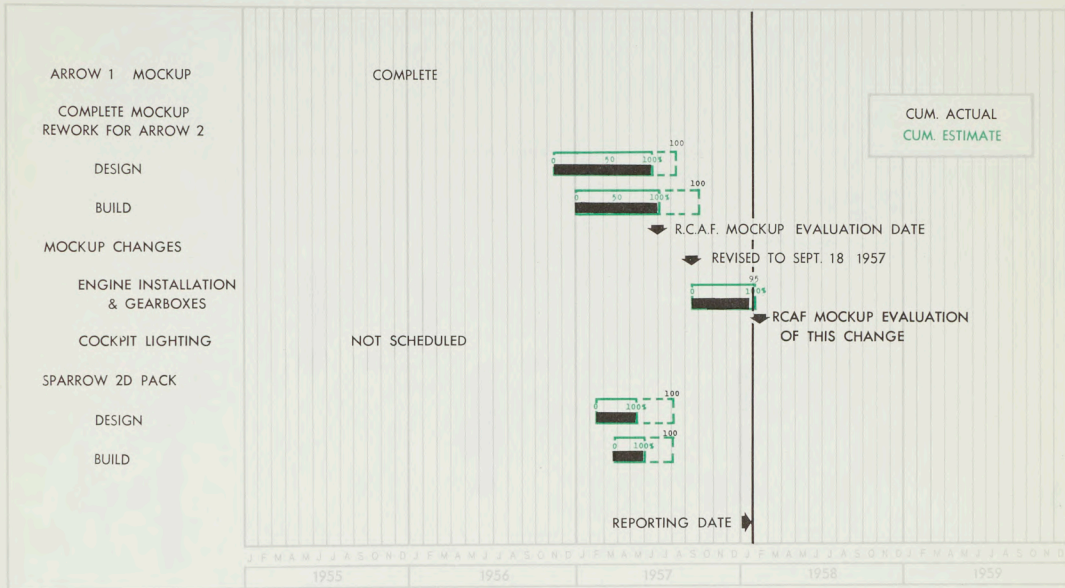 ARROW 1 MOCKUP COMPLETE
COMPLETE MOCKUP
REWORK FOR ARROW 2
CUM. ACTUAL
CUM. ESTIMATE
DESIGN
0 50 100%
100
BUILD
0 50 100%
100
R.C.A.F. MOCKUP EVALUATION DATE
MOCKUP CHANGES
REVISED TO SEPT. 18 1957
ENGINE INSTALLATION
& GEARBOXES
95
0 100%
RCAF MOCKUP EVALUATION
OF THIS CHANGE
COCKPIT LIGHTING NOT SCHEDULED
SPARROW 2D PACK
DESIGN
0 100%
100
BUILD
0 100%
100
REPORTING DATE
J F M A M J J A S O N D J F M A M J J A S O N D J F M A M J J A S O N D J F M A M J J A S O N D J F M A M J J A S O N D
1955 1956 1957 1958 1959